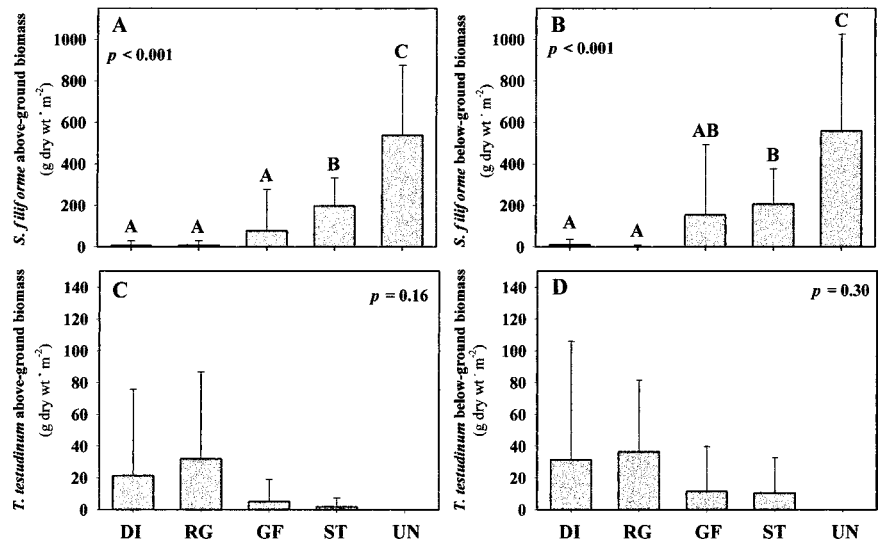 A
p < 0.001
C
B
A
A
A
S. filiforme above-ground biomass
(g dry wt · m-2)
1000
800
600
400
200
0
B
p < 0.001
C
AB
B
A
A
S. filiforme below-ground biomass
(g dry wt · m-2)
1000
800
600
400
200
0
C
p = 0.16
T. testudinum above-ground biomass
(g dry wt · m-2)
140
120
100
80
60
40
20
0
DI RG GF ST UN
D
p = 0.30
T. testudinum below-ground biomass
(g dry wt · m-2)
140
120
100
80
60
40
20
0
DI RG GF ST UN